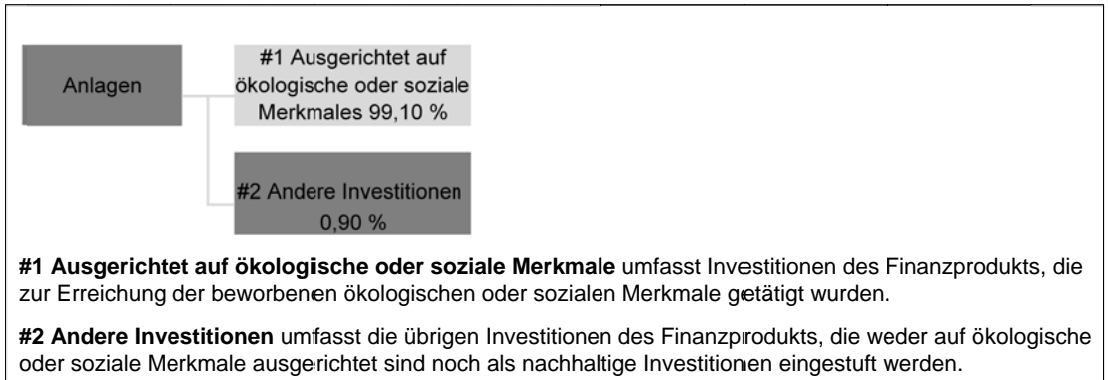 Anlagen
#1 Ausgerichtet auf
ökologische oder soziale
Merkmales 99,10 %
#2 Andere Investitionen
0,90 %
#1 Ausgerichtet auf ökologische oder soziale Merkmale umfasst Investitionen des Finanzprodukts, die
zur Erreichung der beworbenen ökologischen oder sozialen Merkmale getätigt wurden.
#2 Andere Investitionen umfasst die übrigen Investitionen des Finanzprodukts, die weder auf ökologische
oder soziale Merkmale ausgerichtet sind noch als nachhaltige Investitionen eingestuft werden.